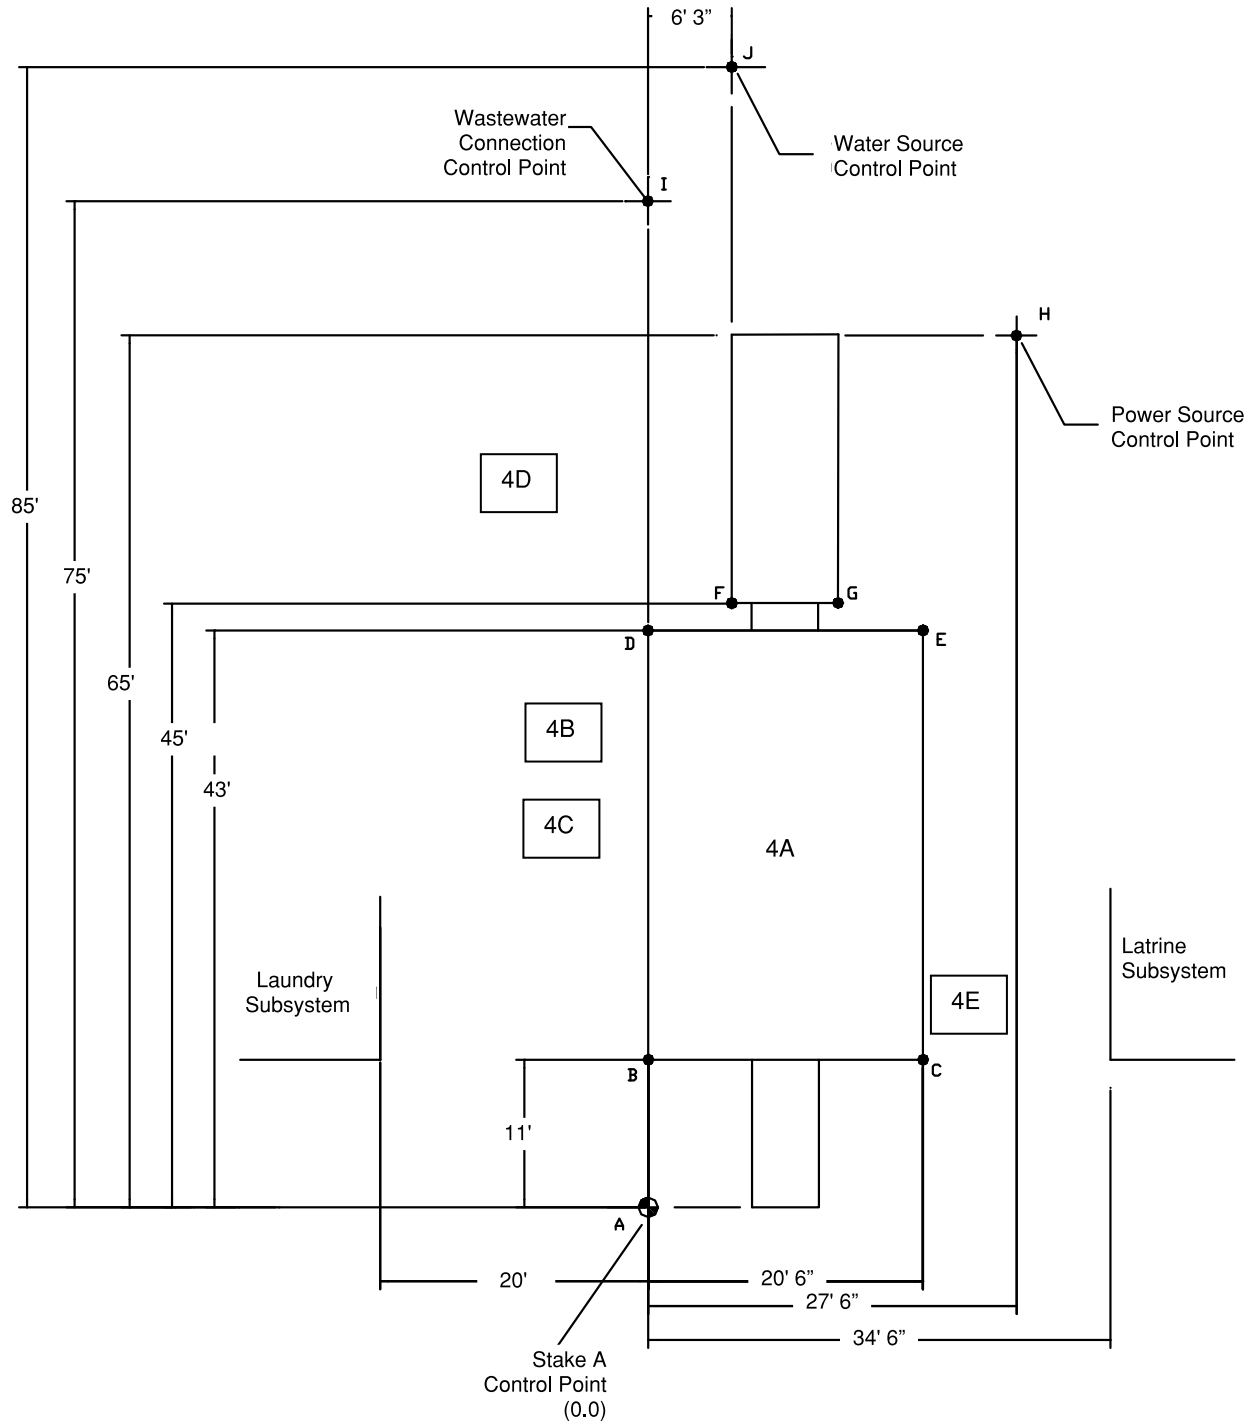 6' 3”
J
Wastewater
Connection
Control Point
Water Source
Control Point
I
H
Power Source
Control Point
4D
85'
75'
F
G
D
E
65'
4B
45'
43'
4C
4A
Laundry
Subsystem
Latrine
Subsystem
4E
B
C
11'
A
20'
20' 6”
27' 6”
34' 6”
Stake A
Control Point
(0.0)